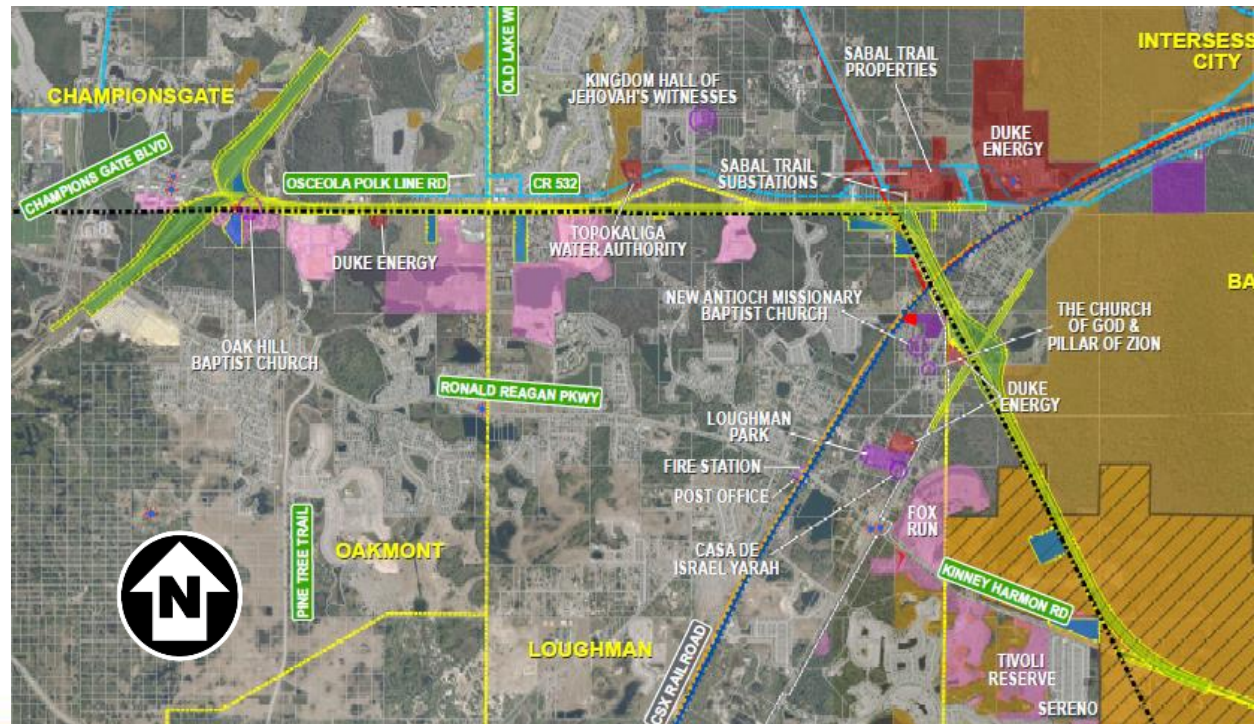 INTERSESS
CITY
SABAL TRAIL
PROPERTIES
OLD LAKE WI
KINGDOM HALL OF
JEHOVAH'S WITNESSES
CHAMPIONSGATE
DUKE
ENERGY
CHAMPIONS GATE BLVD
OSCEOLA POLK LINE RD
CR 532
SABAL TRAIL
SUBSTATIONS
TOPOKALIGA
WATER AUTHORITY
DUKE ENERGY
BA
NEW ANTIOCH MISSIONARY
BAPTIST CHURCH
THE CHURCH
OF GOD &
PILLAR OF ZION
OAK HILL
BAPTIST CHURCH
RONALD REAGAN PKWY
DUKE
ENERGY
LOUGHMAN
PARK
FIRE STATION
POST OFFICE
FOX
RUN
PINE TREE TRAIL
OAKMONT
CASA DE
ISRAEL YARAH
KINNEY HARMON RD
N
LOUGHMAN
CSX RAILROAD
TIVOLI
RESERVE
SERENO